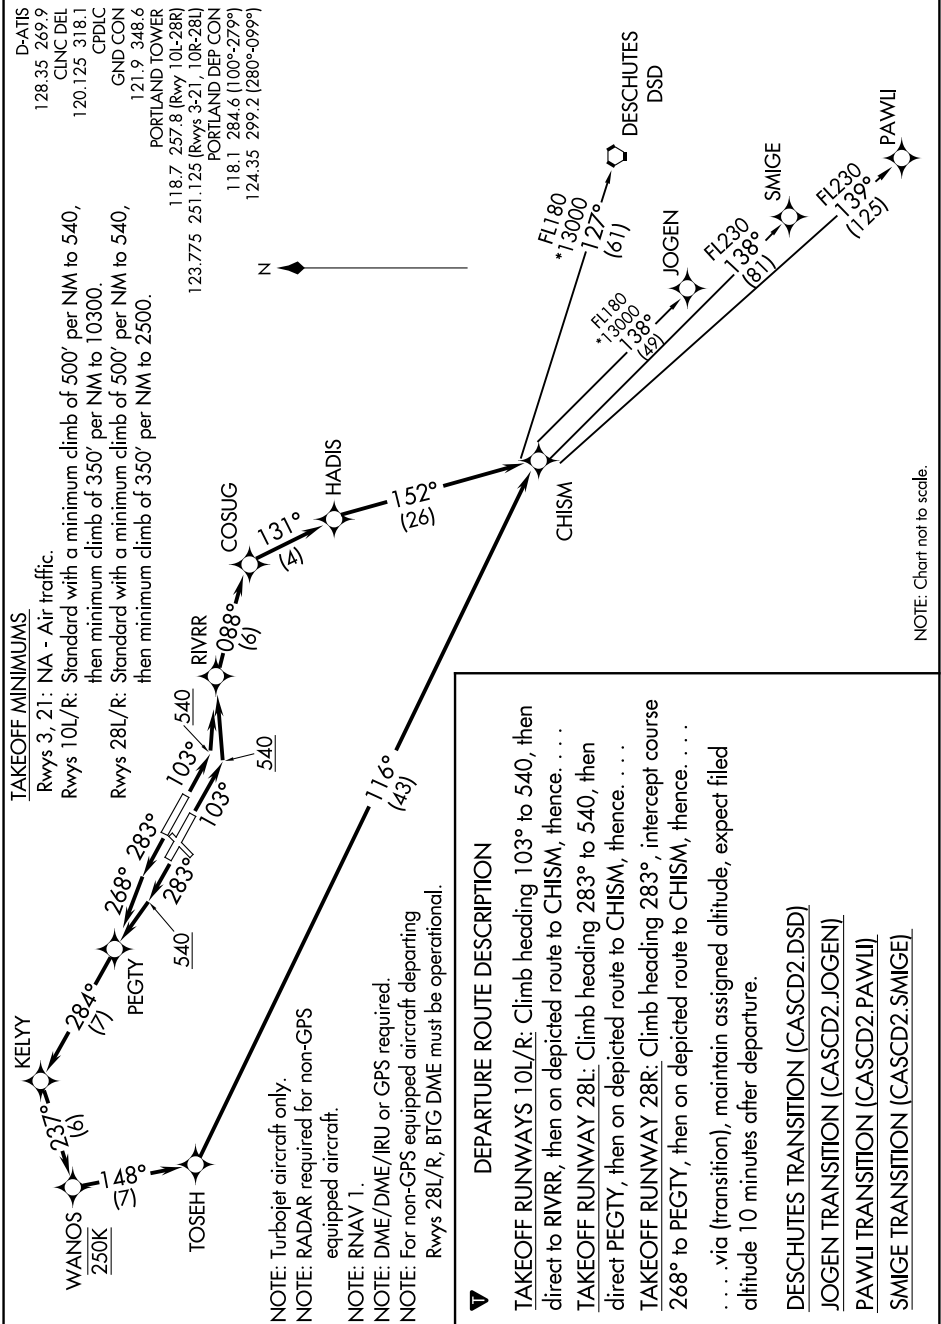 D-ATIS
128.35 269.9
CLNC DEL
120.125 318.1
CPDLC
GND CON
121.9 348.6
PORTLAND TOWER
118.7 257.8 (Rwy 10L-28R)
123.775 251.125 (Rwys 3-21, 10R-28L)
PORTLAND DEP CON
118.1 284.6 (100°-279°)
124.35 299.2 (280°-099°)
TAKEOFF MINIMUMS
Rwys 3, 21: NA - Air traffic.
Rwys 10L/R: Standard with a minimum climb of 500' per NM to 540,
then minimum climb of 350' per NM to 10300.
Rwys 28L/R: Standard with a minimum climb of 500' per NM to 540,
then minimum climb of 350' per NM to 2500.
N
KELYY
284°
(7)
237°
(6)
WANOS
250K
148°
(7)
TOSEH
PEGTY
268°
283°
283°
540
103°
103°
540
540
RIVRR
088°
(6)
COSUG
131°
(4)
HADIS
152°
(26)
116°
(43)
CHISM
FL180
*13000
127°
(61)
DESCHUTES
DSD
FL180
*13000
138°
(49)
JOGEN
FL230
138°
(81)
SMIGE
FL230
139°
(125)
PAWLI
NOTE: Turbojet aircraft only.
NOTE: RADAR required for non-GPS
equipped aircraft.
NOTE: RNAV 1.
NOTE: DME/DME/IRU or GPS required.
NOTE: For non-GPS equipped aircraft departing
Rwys 28L/R, BTG DME must be operational.
NOTE: Chart not to scale.
T
DEPARTURE ROUTE DESCRIPTION
TAKEOFF RUNWAYS 10L/R: Climb heading 103° to 540, then
direct to RIVRR, then on depicted route to CHISM, thence. . . .
TAKEOFF RUNWAY 28L: Climb heading 283° to 540, then
direct PEGTY, then on depicted route to CHISM, thence. . . .
TAKEOFF RUNWAY 28R: Climb heading 283°, intercept course
268° to PEGTY, then on depicted route to CHISM, thence. . . .
. . . .via (transition), maintain assigned altitude, expect filed
altitude 10 minutes after departure.
DESCHUTES TRANSITION (CASCD2.DSD)
JOGEN TRANSITION (CASCD2.JOGEN)
PAWLI TRANSITION (CASCD2.PAWLI)
SMIGE TRANSITION (CASCD2.SMIGE)